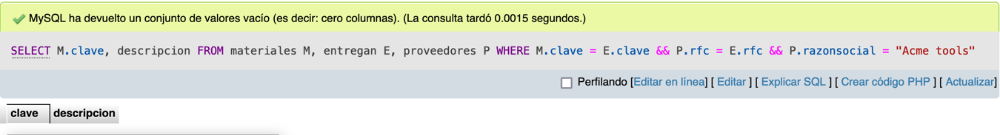 MySQL ha devuelto un conjunto de valores vacío (es decir: cero columnas). (La consulta tardó 0.0015 segundos.)
SELECT M.clave, descripcion FROM materiales M, entregan E, proveedores P WHERE M.clave = E.clave && P.rfc = E.rfc && P.razonsocial = "Acme tools"
Perfilando [Editar en línea] [ Editar ] [ Explicar SQL ] [ Crear código PHP ] [ Actualizar]
clave descripcion